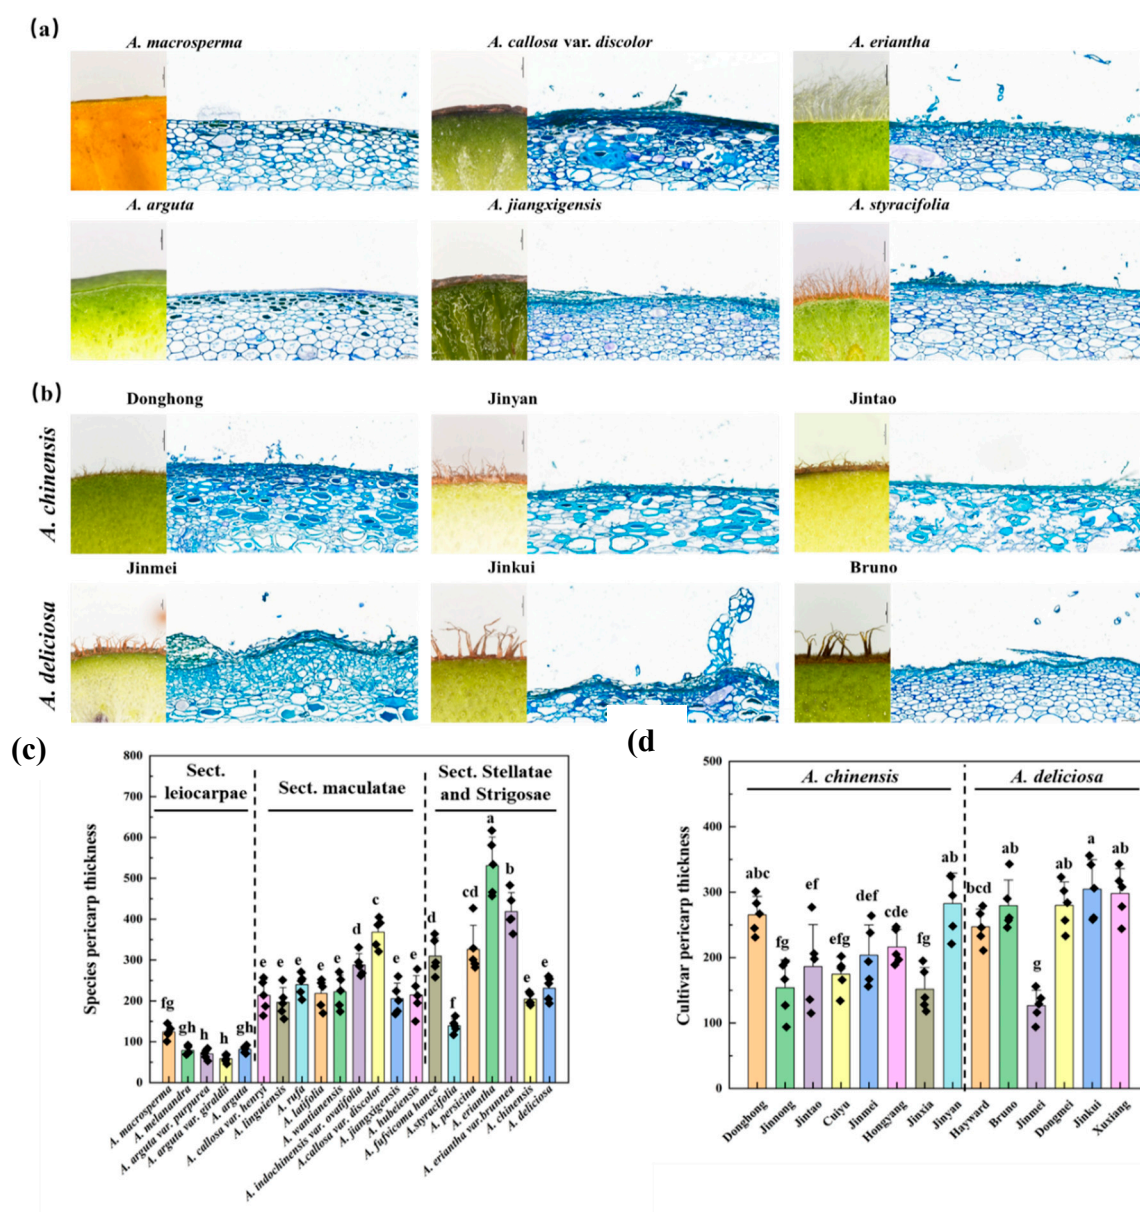 (a)
A. macrosperma
A. callosa var. discolor
A. eriantha
A. arguta
A. jiangxigensis
A. styracifolia
(b)
Donghong
Jinyan
Jintao
A. chinensis
Jinmei
Jinkui
Bruno
A. deliciosa
(c)
Species pericarp thickness
800
700
600
500
400
300
200
100
0
Sect. leiocarpae
Sect. maculatae
Sect. Stellatae and Strigosae
fg
gh
h
h
gh
e
e
e
e
e
d
c
e
e
d
f
cd
a
b
e
e
A. macrosperma
A. melanandra
A. arguta var. purpurea
A. arguta var. giraldii
A. arguta
A. callosa var. henryi
A. linguiensis
A. rufa
A. latifolia
A. wantianensis
A. indochinensis var. ovatifolia
A.callosa var. discolor
A. jiangxigensis
A. hubeiensis
A. fufvicoma hance
A.styracifolia
A. persicina
A. eriantha
A. eriantha var.brunnea
A. chinensis
A. deliciosa
(d
Cultivar pericarp thickness
500
400
300
200
100
0
A. chinensis
A. deliciosa
abc
fg
ef
efg
def
cde
fg
ab
bcd
ab
g
ab
a
ab
Donghong
Jinnong
Jintao
Cuiyu
Jinmei
Hongyang
Jinxia
Jinyan
Hayward
Bruno
Jinmei
Dongmei
Jinkui
Xuxiang